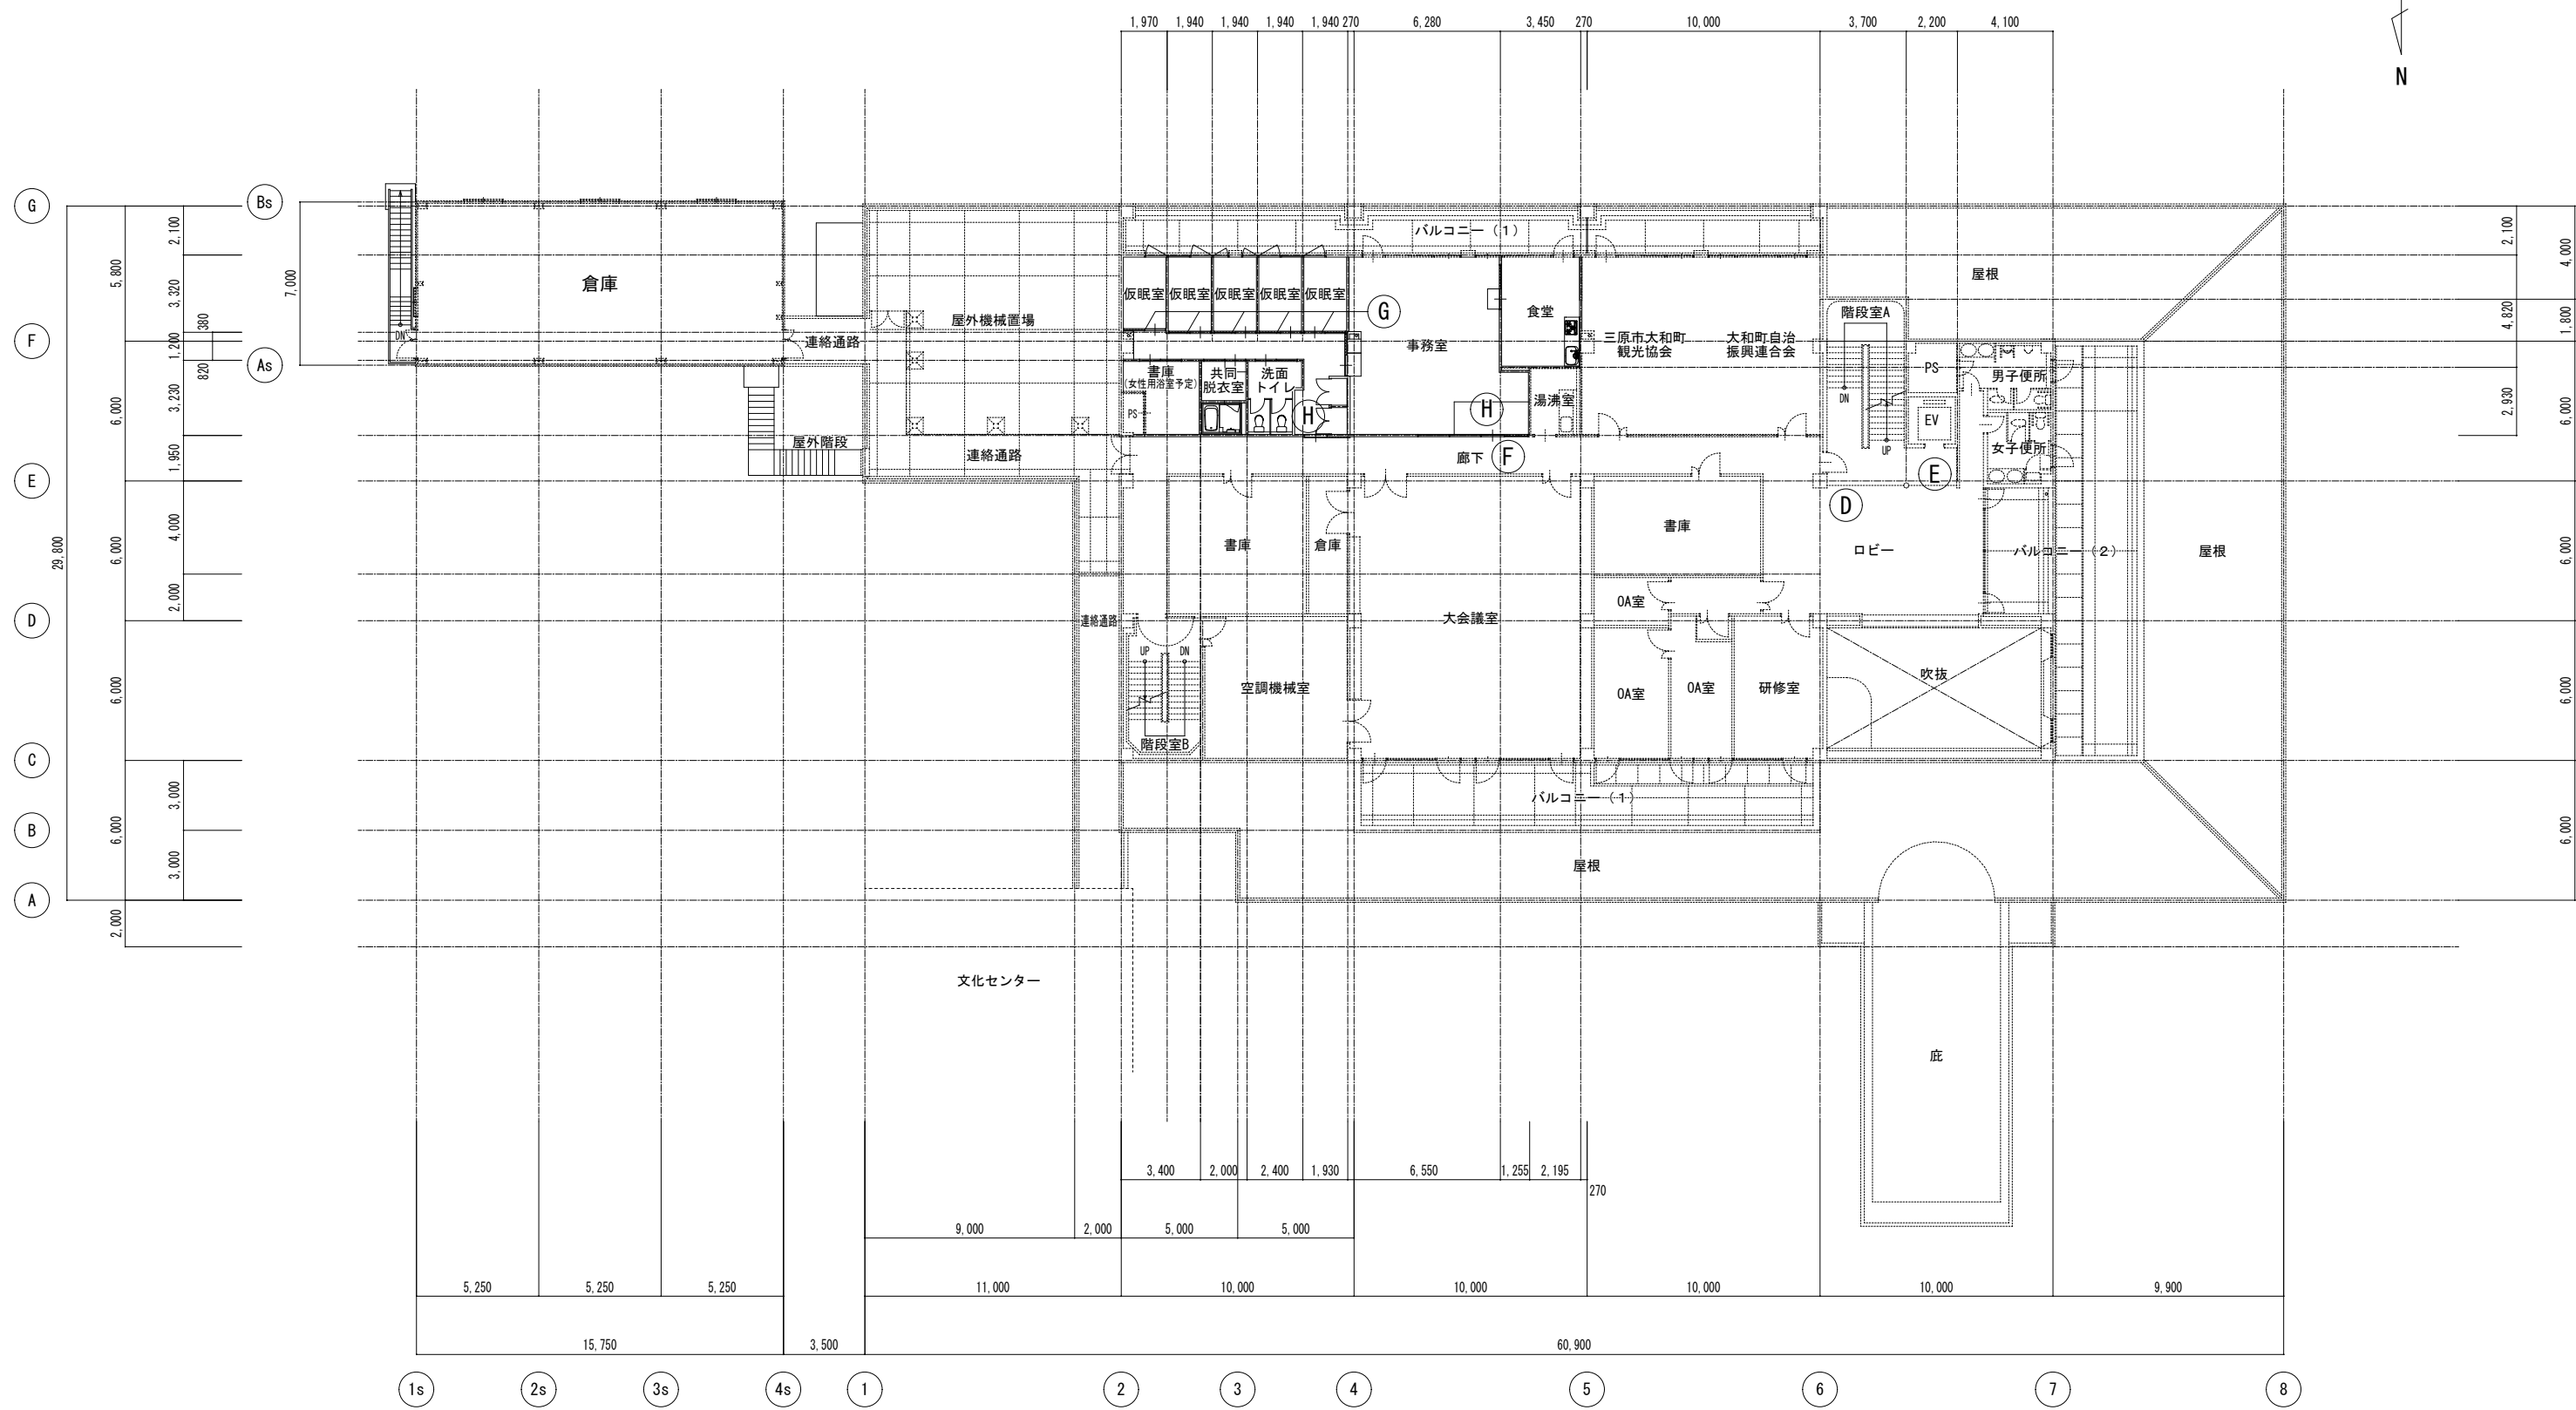 1,970 1,940 1,940 1,940 1,940 270 6,280 3,450 270 10,000 3,700 2,200 4,100
N
G
F
E
D
C
B
A
Bs
As
29,800
5,800
6,000
6,000
6,000
6,000
2,000
2,100
3,320
1,200
3,230
1,950
4,000
2,000
3,000
3,000
380
820
7,000
倉庫
DN
連絡通路
屋外階段
屋外機械置場
連絡通路
連絡通路
バルコニー（1）
仮眠室 仮眠室 仮眠室 仮眠室 仮眠室
G
書庫
（女性用浴室予定）
PS
共同
脱衣室
洗面
トイレ
H
事務室
H
食堂
湯沸室
三原市大和町
観光協会
大和町自治
振興連合会
廊下
F
階段室A
DN
UP
PS
EV
E
D
男子便所
女子便所
屋根
書庫
倉庫
大会議室
書庫
OA室
OA室
OA室
研修室
ロビー
バルコニー（2）
屋根
吹抜
UP DN
階段室B
空調機械室
バルコニー（1）
屋根
文化センター
庇
2,100
4,820
2,930
4,000
1,800
6,000
6,000
6,000
6,000
3,400 2,000 2,400 1,930 6,550 1,255 2,195
270
9,000 2,000 5,000 5,000
5,250 5,250 5,250 11,000 10,000 10,000 10,000 10,000 9,900
15,750 3,500 60,900
1s 2s 3s 4s 1 2 3 4 5 6 7 8